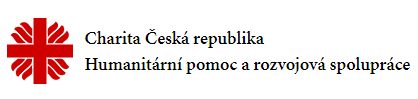 Charita Česká republika
Humanitární pomoc a rozvojová spolupráce